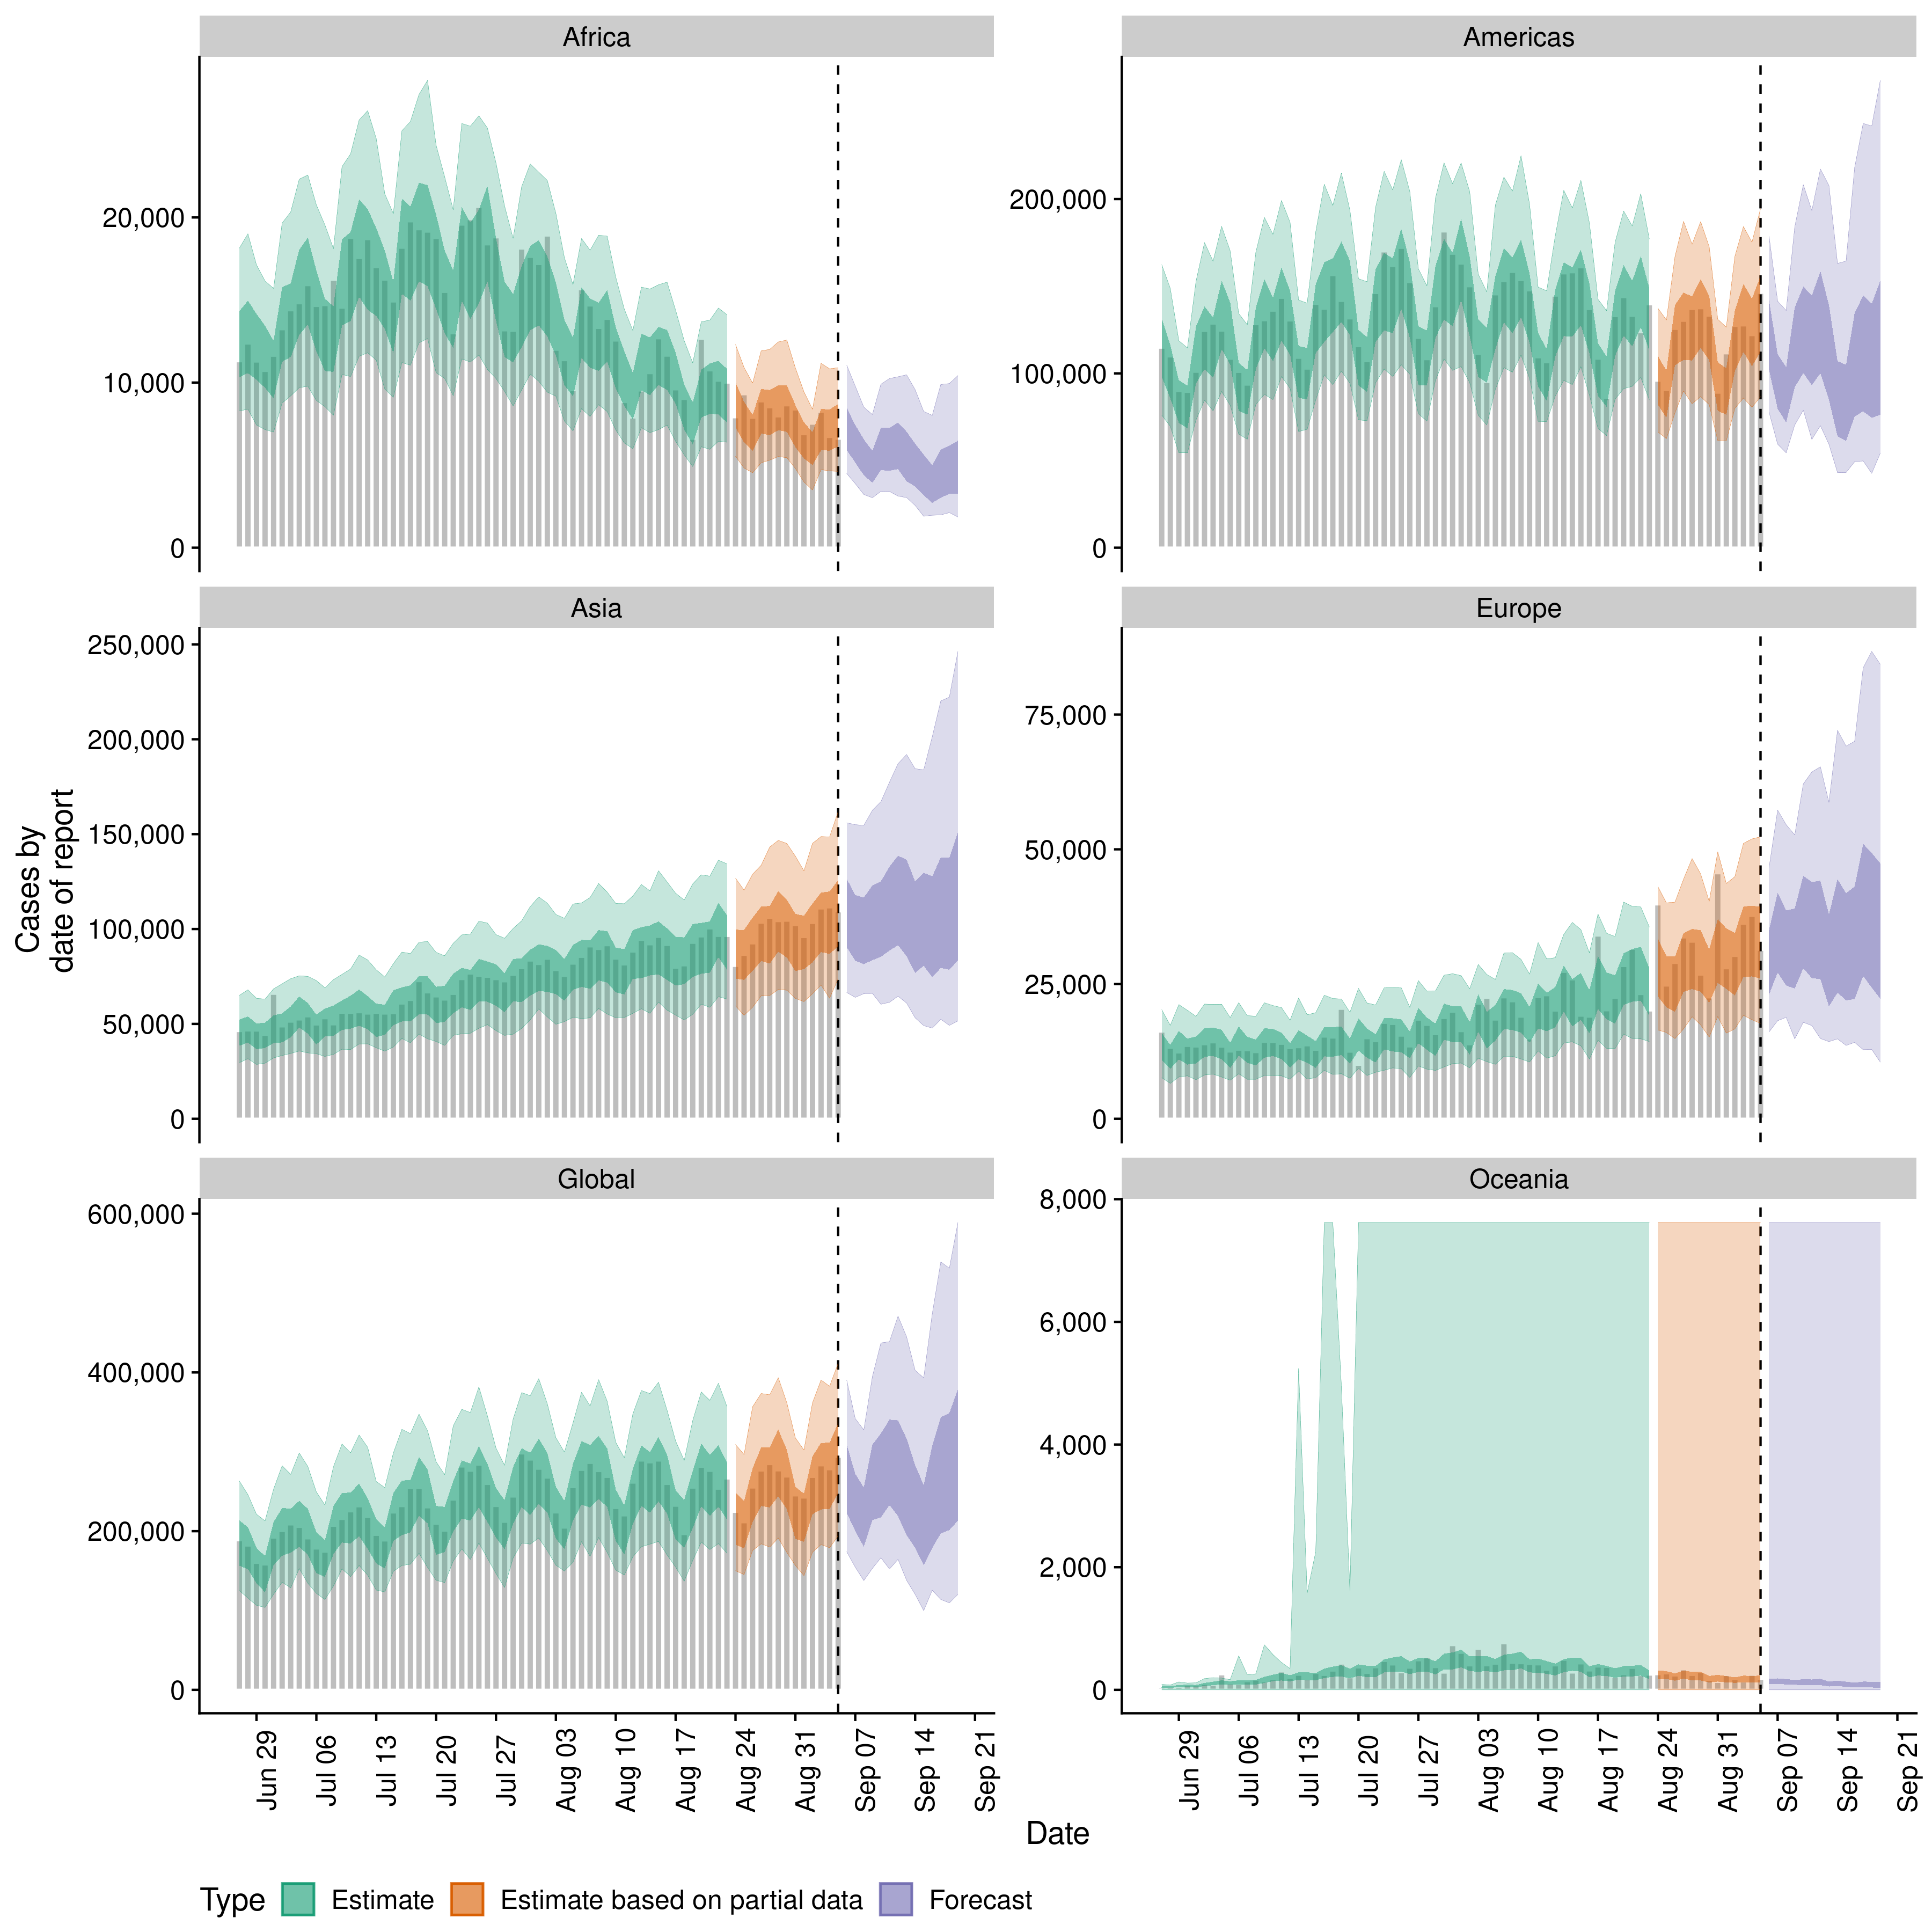 Africa
Americas
20,000
10,000
0
200,000
100,000
0
Asia
Europe
250,000
200,000
150,000
100,000
50,000
0
75,000
50,000
25,000
0
Cases by
date of report
Global
Oceania
600,000
400,000
200,000
0
8,000
6,000
4,000
2,000
0
Jun 29
Jul 06
Jul 13
Jul 20
Jul 27
Aug 03
Aug 10
Aug 17
Aug 24
Aug 31
Sep 07
Sep 14
Sep 21
Jun 29
Jul 06
Jul 13
Jul 20
Jul 27
Aug 03
Aug 10
Aug 17
Aug 24
Aug 31
Sep 07
Sep 14
Sep 21
Date
Type Estimate Estimate based on partial data Forecast